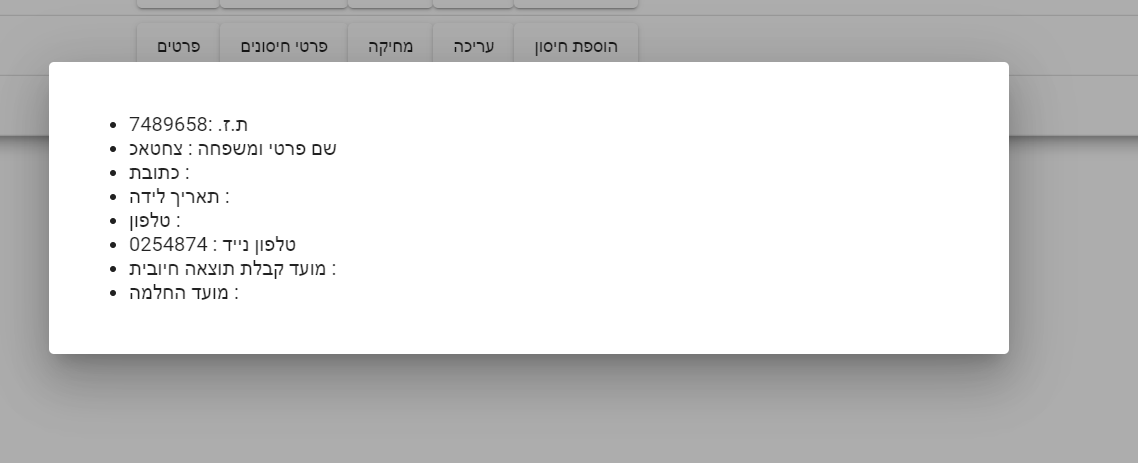 הוספת חיסון עריכה מחיקה פרטי חיסונים פרטים
ת.ז. :7489658
שם פרטי ומשפחה : צחטאכ
כתובת :
תאריך לידה :
טלפון :
טלפון נייד : 0254874
מועד קבלת תוצאה חיובית :
מועד החלמה :